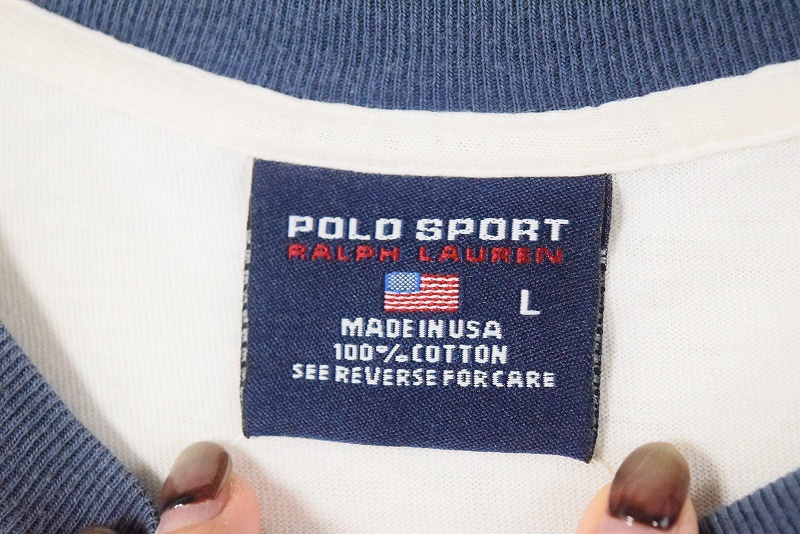 POLO SPORT
RALPH LAUREN
L
MADE IN USA
100% COTTON
SEE REVERSE FOR CARE